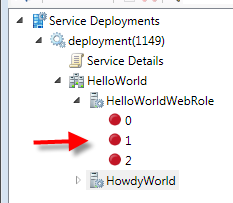 Service Deployments
deployment(1149)
Service Details
HelloWorld
HelloWorldWebRole
0
1
2
HowdyWorld